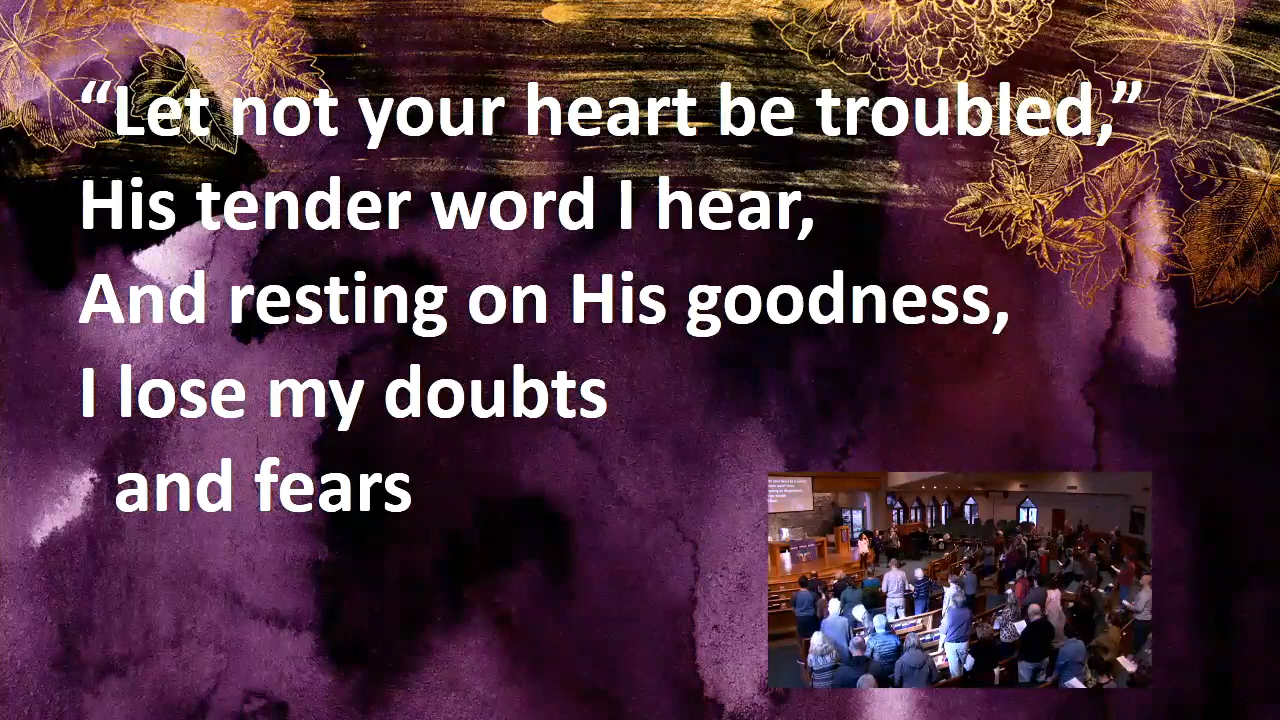 “Let not your heart be troubled,”
His tender word I hear,
And resting on His goodness,
I lose my doubts
and fears